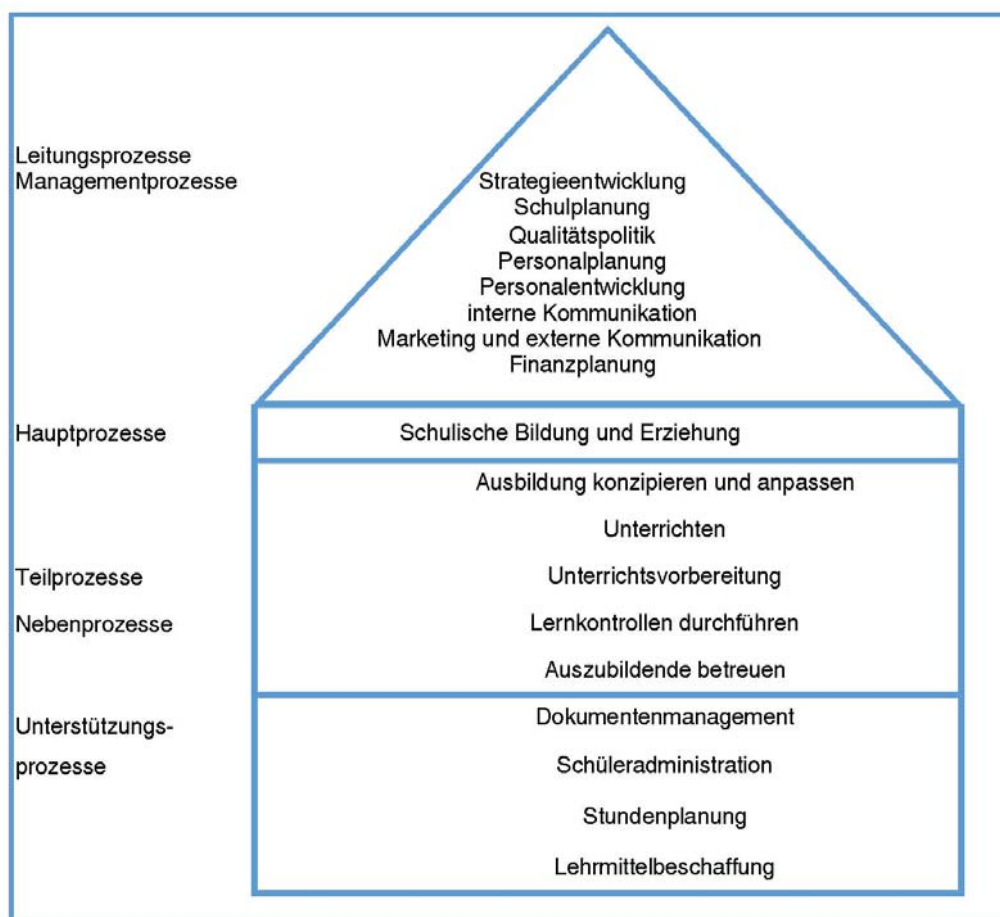 Leitungsprozesse
Managementprozesse
Strategieentwicklung
Schulplanung
Qualitätspolitik
Personalplanung
Personalentwicklung
interne Kommunikation
Marketing und externe Kommunikation
Finanzplanung
Hauptprozesse
Schulische Bildung und Erziehung
Ausbildung konzipieren und anpassen
Unterrichten
Teilprozesse
Unterrichtsvorbereitung
Nebenprozesse
Lernkontrollen durchführen
Auszubildende betreuen
Unterstützungs-
prozesse
Dokumentenmanagement
Schüleradministration
Stundenplanung
Lehrmittelbeschaffung